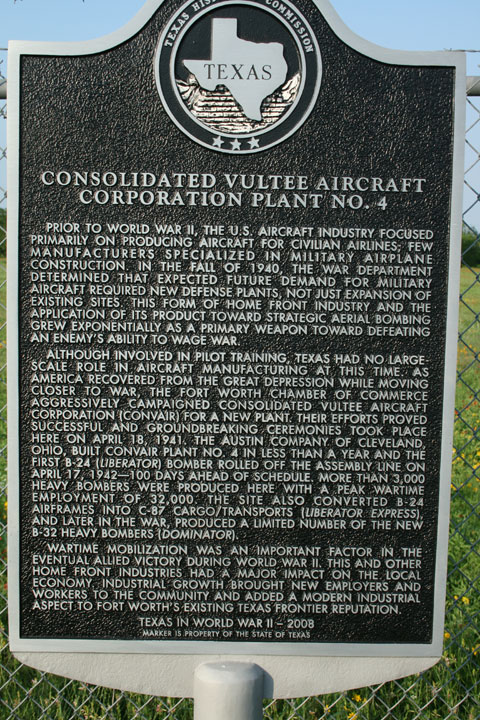 TEXAS HIS COMMISSION
TEXAS
CONSOLIDATED VULTEE AIRCRAFT
CORPORATION PLANT NO. 4
PRIOR TO WORLD WAR II, THE U.S. AIRCRAFT INDUSTRY FOCUSED
PRIMARILY ON PRODUCING AIRCRAFT FOR CIVILIAN AIRLINES; FEW
MANUFACTURERS SPECIALIZED IN MILITARY AIRPLANE
CONSTRUCTION. IN THE FALL OF 1940, THE WAR DEPARTMENT
DETERMINED THAT EXPECTED FUTURE DEMAND FOR MILITARY
AIRCRAFT REQUIRED NEW DEFENSE PLANTS, NOT JUST EXPANSION OF
EXISTING SITES. THIS FORM OF HOME FRONT INDUSTRY AND THE
APPLICATION OF ITS PRODUCT TOWARD STRATEGIC AERIAL BOMBING
GREW EXPONENTIALLY AS A PRIMARY WEAPON TOWARD DEFEATING
AN ENEMY'S ABILITY TO WAGE WAR.
ALTHOUGH INVOLVED IN PILOT TRAINING, TEXAS HAD NO LARGE-
SCALE ROLE IN AIRCRAFT MANUFACTURING AT THIS TIME. AS
AMERICA RECOVERED FROM THE GREAT DEPRESSION WHILE MOVING
CLOSER TO WAR, THE FORT WORTH CHAMBER OF COMMERCE
AGGRESSIVELY CAMPAIGNED CONSOLIDATED VULTEE AIRCRAFT
CORPORATION (CONVAIR) FOR A NEW PLANT. THEIR EFFORTS PROVED
SUCCESSFUL AND GROUNDBREAKING CEREMONIES TOOK PLACE
HERE ON APRIL 18, 1941. THE AUSTIN COMPANY OF CLEVELAND,
OHIO, BUILT CONVAIR PLANT NO. 4 IN LESS THAN A YEAR AND THE
FIRST B-24 (LIBERATOR) BOMBER ROLLED OFF THE ASSEMBLY LINE ON
APRIL 17, 1942—100 DAYS AHEAD OF SCHEDULE. MORE THAN 3,000
HEAVY BOMBERS WERE PRODUCED HERE WITH A PEAK WARTIME
EMPLOYMENT OF 32,000. THE SITE ALSO CONVERTED B-24
AIRFRAMES INTO C-87 CARGO/TRANSPORTS (LIBERATOR EXPRESS),
AND LATER IN THE WAR, PRODUCED A LIMITED NUMBER OF THE NEW
B-32 HEAVY BOMBERS (DOMINATOR).
WARTIME MOBILIZATION WAS AN IMPORTANT FACTOR IN THE
EVENTUAL ALLIED VICTORY DURING WORLD WAR II. THIS AND OTHER
HOME FRONT INDUSTRIES HAD A MAJOR IMPACT ON THE LOCAL
ECONOMY. INDUSTRIAL GROWTH BROUGHT NEW EMPLOYERS AND
WORKERS TO THE COMMUNITY AND ADDED A MODERN INDUSTRIAL
ASPECT TO FORT WORTH'S EXISTING TEXAS FRONTIER REPUTATION.
TEXAS IN WORLD WAR II – 2008
MARKER IS PROPERTY OF THE STATE OF TEXAS